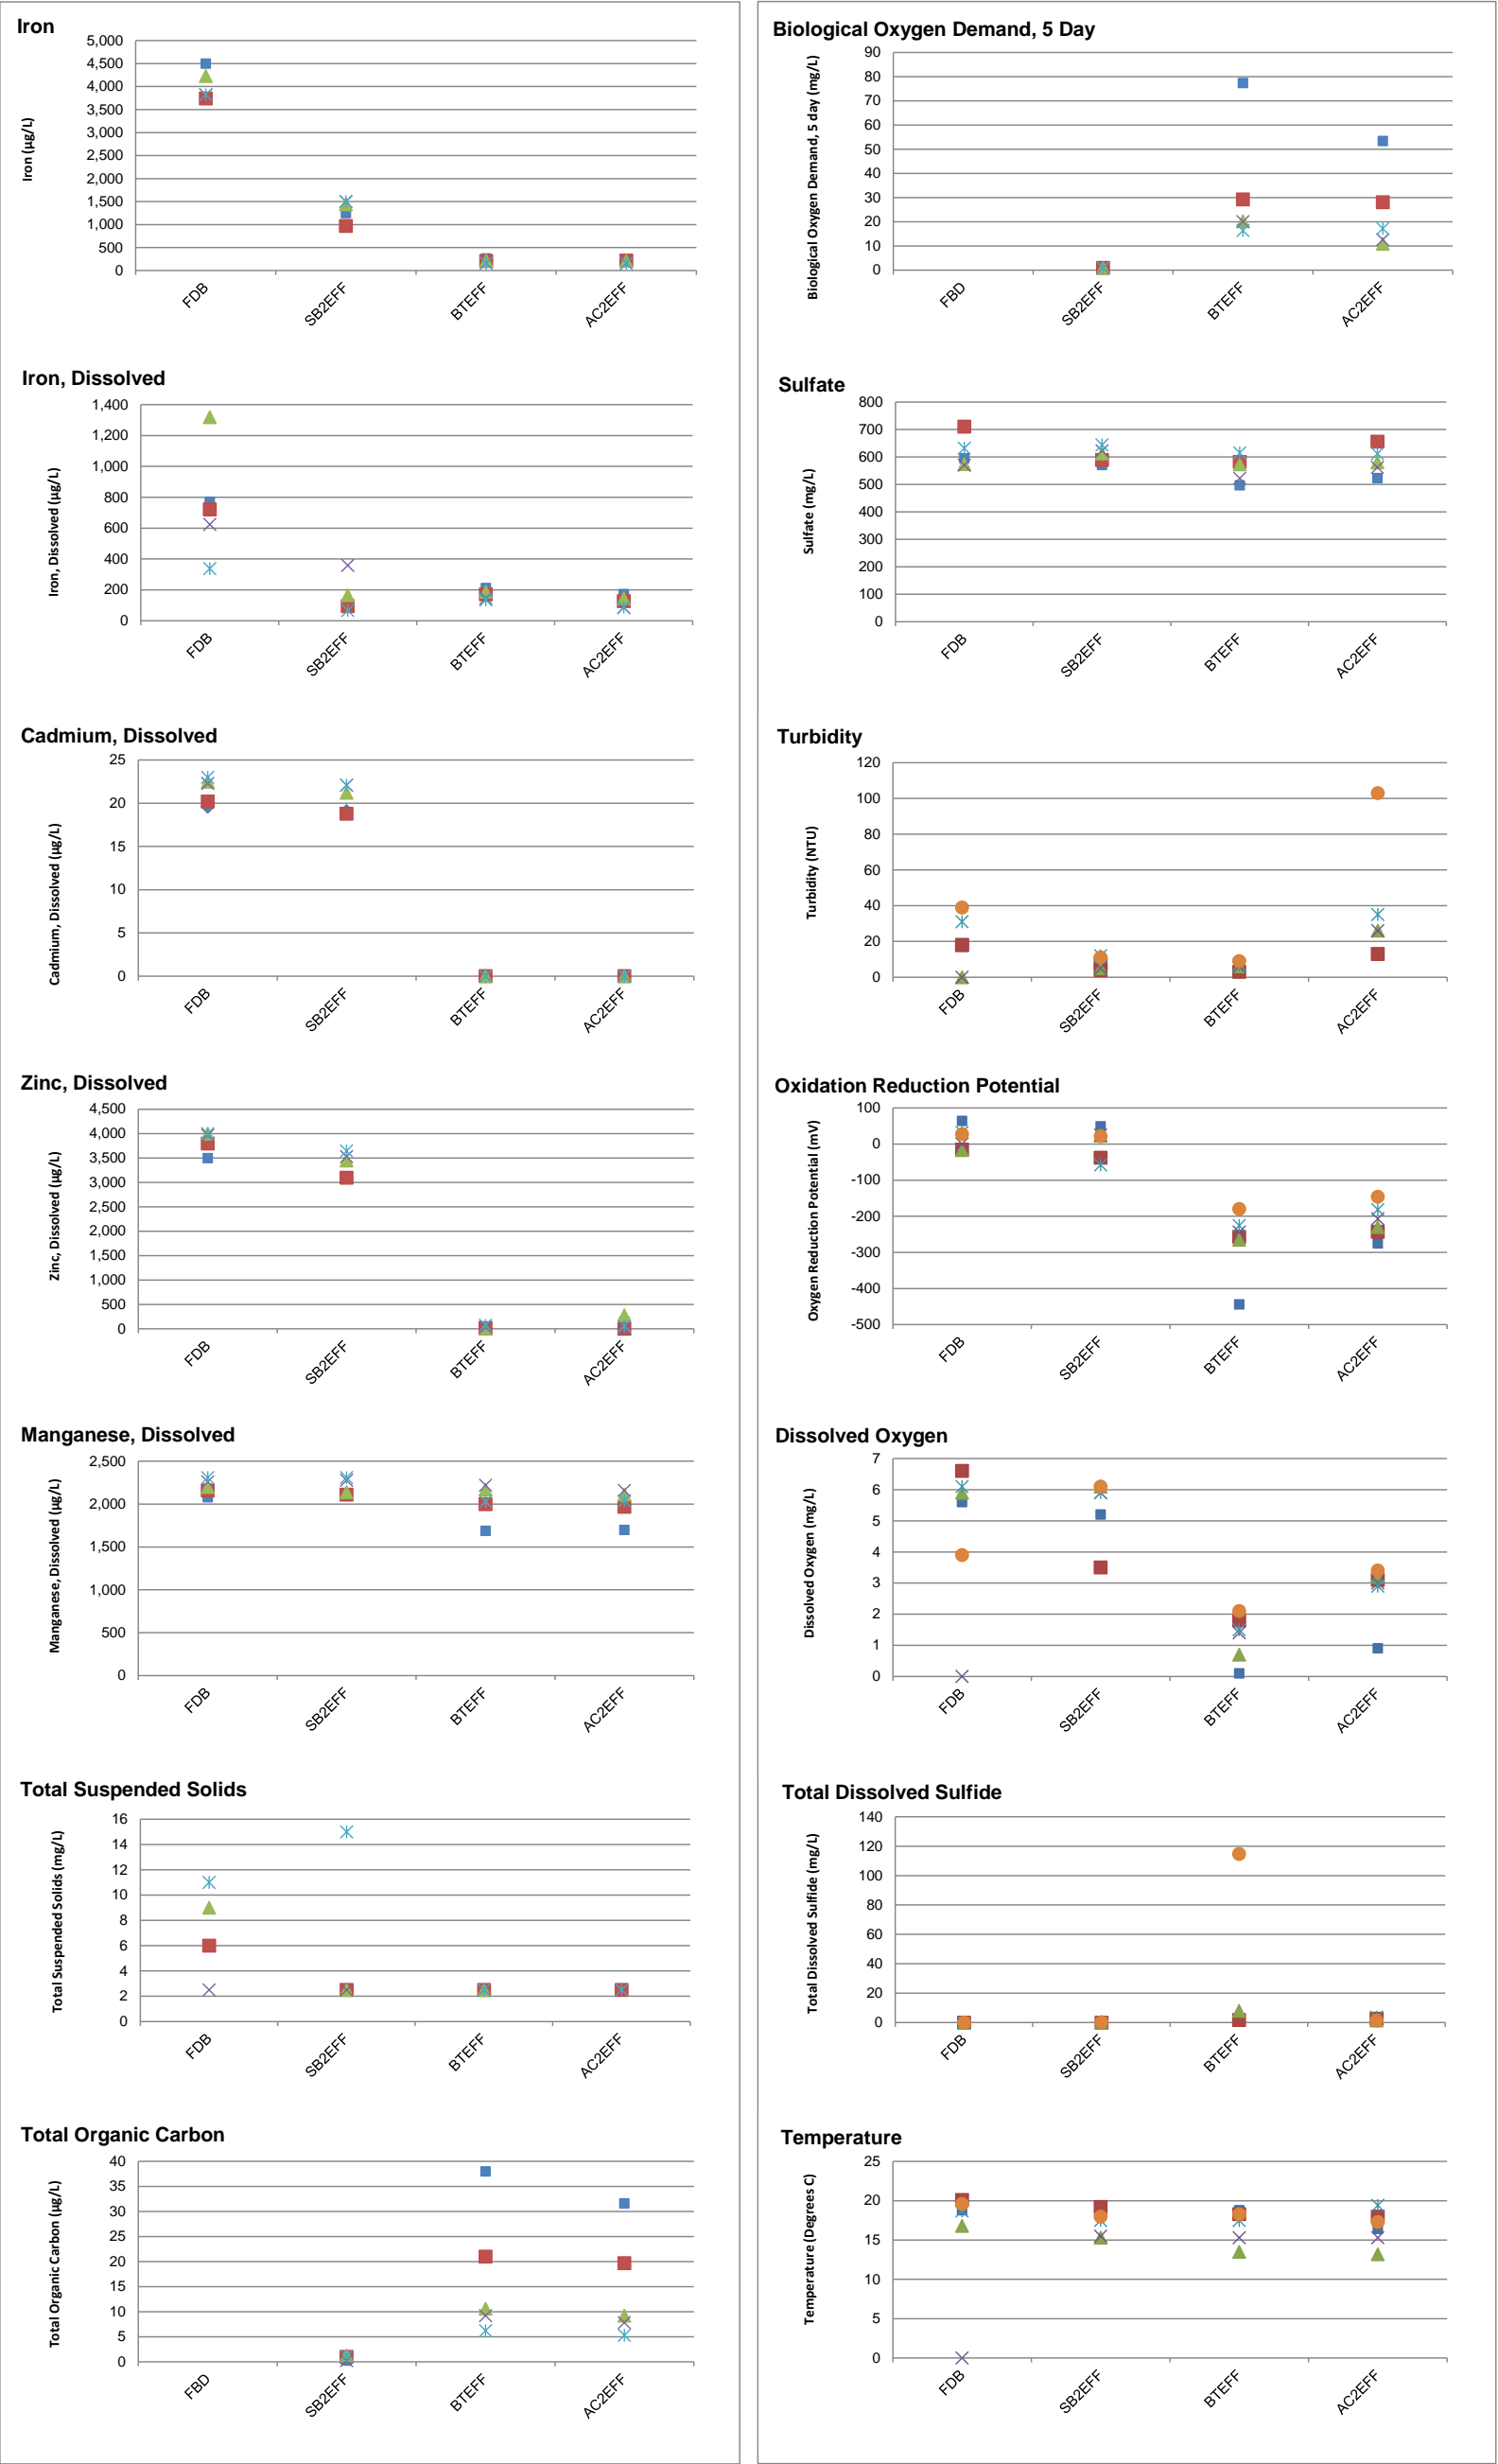 Iron
5,000
4,500
4,000
3,500
3,000
2,500
2,000
1,500
1,000
500
0
Iron (µg/L)
FDB
SB2EFF
BTEFF
AC2EFF
Iron, Dissolved
1,400
1,200
1,000
800
600
400
200
0
Iron, Dissolved (µg/L)
FDB
SB2EFF
BTEFF
AC2EFF
Cadmium, Dissolved
25
20
15
10
5
0
Cadmium, Dissolved (µg/L)
FDB
SB2EFF
BTEFF
AC2EFF
Zinc, Dissolved
4,500
4,000
3,500
3,000
2,500
2,000
1,500
1,000
500
0
Zinc, Dissolved (µg/L)
FDB
SB2EFF
BTEFF
AC2EFF
Manganese, Dissolved
2,500
2,000
1,500
1,000
500
0
Manganese, Dissolved (µg/L)
FDB
SB2EFF
BTEFF
AC2EFF
Total Suspended Solids
16
14
12
10
8
6
4
2
0
Total Suspended Solids (mg/L)
FDB
SB2EFF
BTEFF
AC2EFF
Total Organic Carbon
40
35
30
25
20
15
10
5
0
Total Organic Carbon (µg/L)
FBD
SB2EFF
BTEFF
AC2EFF
Biological Oxygen Demand, 5 Day
90
80
70
60
50
40
30
20
10
0
Biological Oxygen Demand, 5 day (mg/L)
FBD
SB2EFF
BTEFF
AC2EFF
Sulfate
800
700
600
500
400
300
200
100
0
Sulfate (mg/L)
FDB
SB2EFF
BTEFF
AC2EFF
Turbidity
120
100
80
60
40
20
0
Turbidity (NTU)
FDB
SB2EFF
BTEFF
AC2EFF
Oxidation Reduction Potential
100
0
-100
-200
-300
-400
-500
Oxygen Reduction Potential (mV)
FDB
SB2EFF
BTEFF
AC2EFF
Dissolved Oxygen
7
6
5
4
3
2
1
0
Dissolved Oxygen (mg/L)
FDB
SB2EFF
BTEFF
AC2EFF
Total Dissolved Sulfide
140
120
100
80
60
40
20
0
Total Dissolved Sulfide (mg/L)
FDB
SB2EFF
BTEFF
AC2EFF
Temperature
25
20
15
10
5
0
Temperature (Degrees C)
FDB
SB2EFF
BTEFF
AC2EFF